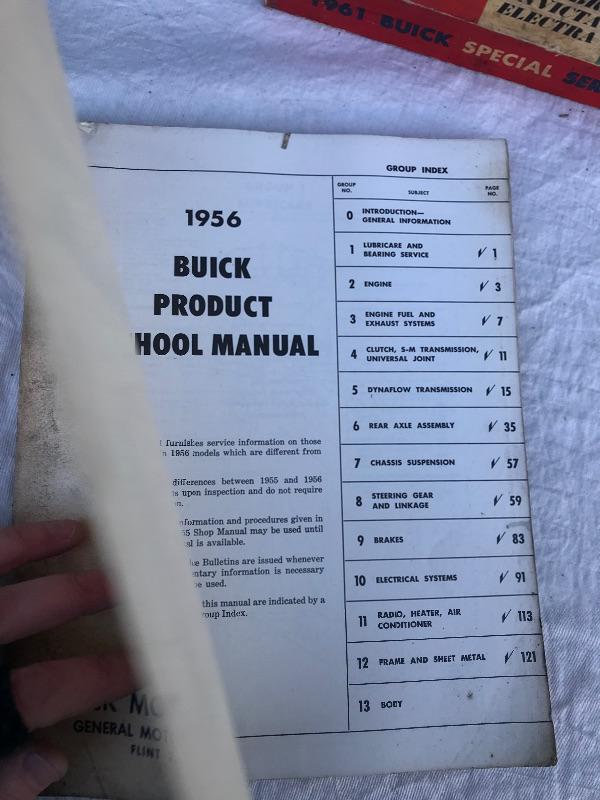 1961 BUICK SPECIAL
ELECTRA
GROUP INDEX
GROUP NO.
SUBJECT
PAGE NO.
0 INTRODUCTION—
GENERAL INFORMATION
1 LUBRICARE AND
BEARING SERVICE √ 1
2 ENGINE √ 3
3 ENGINE FUEL AND
EXHAUST SYSTEMS √ 7
4 CLUTCH, S-M TRANSMISSION,
UNIVERSAL JOINT √ 11
5 DYNAFLOW TRANSMISSION √ 15
6 REAR AXLE ASSEMBLY √ 35
7 CHASSIS SUSPENSION √ 57
8 STEERING GEAR
AND LINKAGE √ 59
9 BRAKES √ 83
10 ELECTRICAL SYSTEMS √ 91
11 RADIO, HEATER, AIR
CONDITIONER √ 113
12 FRAME AND SHEET METAL √ 121
13 BODY
1956
BUICK
PRODUCT
HOOL MANUAL
furnishes service information on those
1956 models which are different from
differences between 1955 and 1956
upon inspection and do not require
formation and procedures given in
55 Shop Manual may be used until
is available.
Bulletins are issued whenever
entary information is necessary
be used.
this manual are indicated by a
roup Index.
GENERAL MOT
FLINT